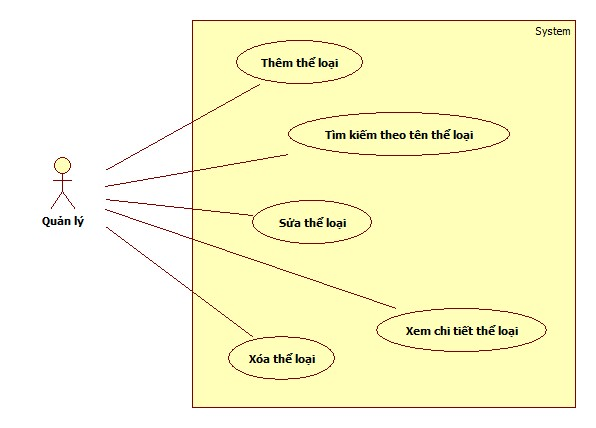 System
Thêm thể loại
Tìm kiếm theo tên thể loại
Quản lý
Sửa thể loại
Xem chi tiết thể loại
Xóa thể loại